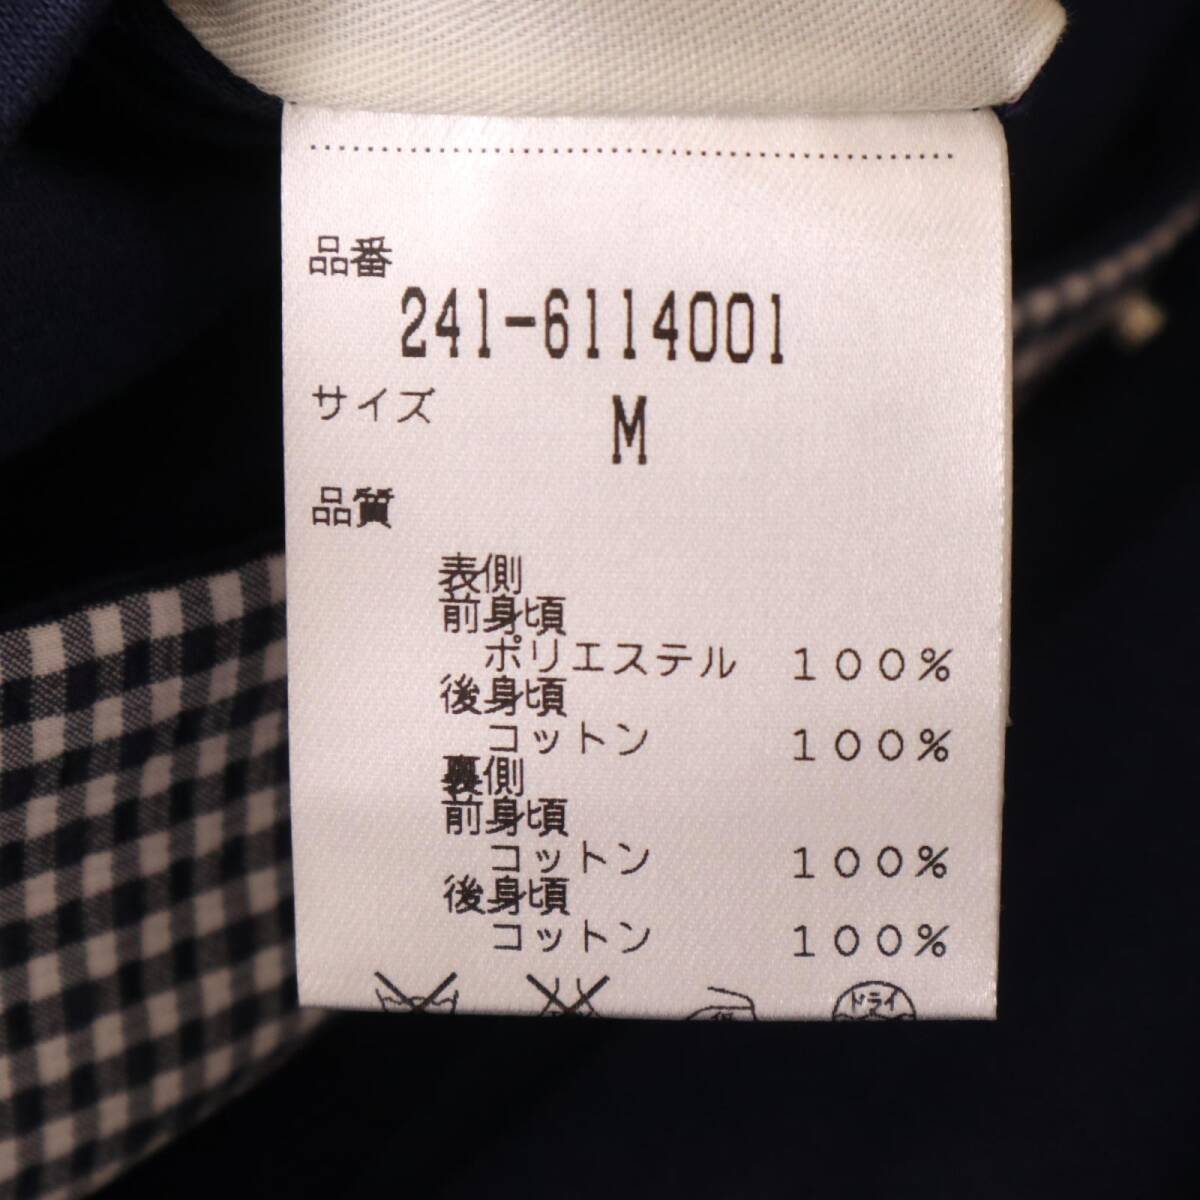 品番
241-6114001
サイズ
M
品質
表側
前身頃
ポリエステル 100%
後身頃
コットン 100%
裏側
前身頃
コットン 100%
後身頃
コットン 100%
ドライ